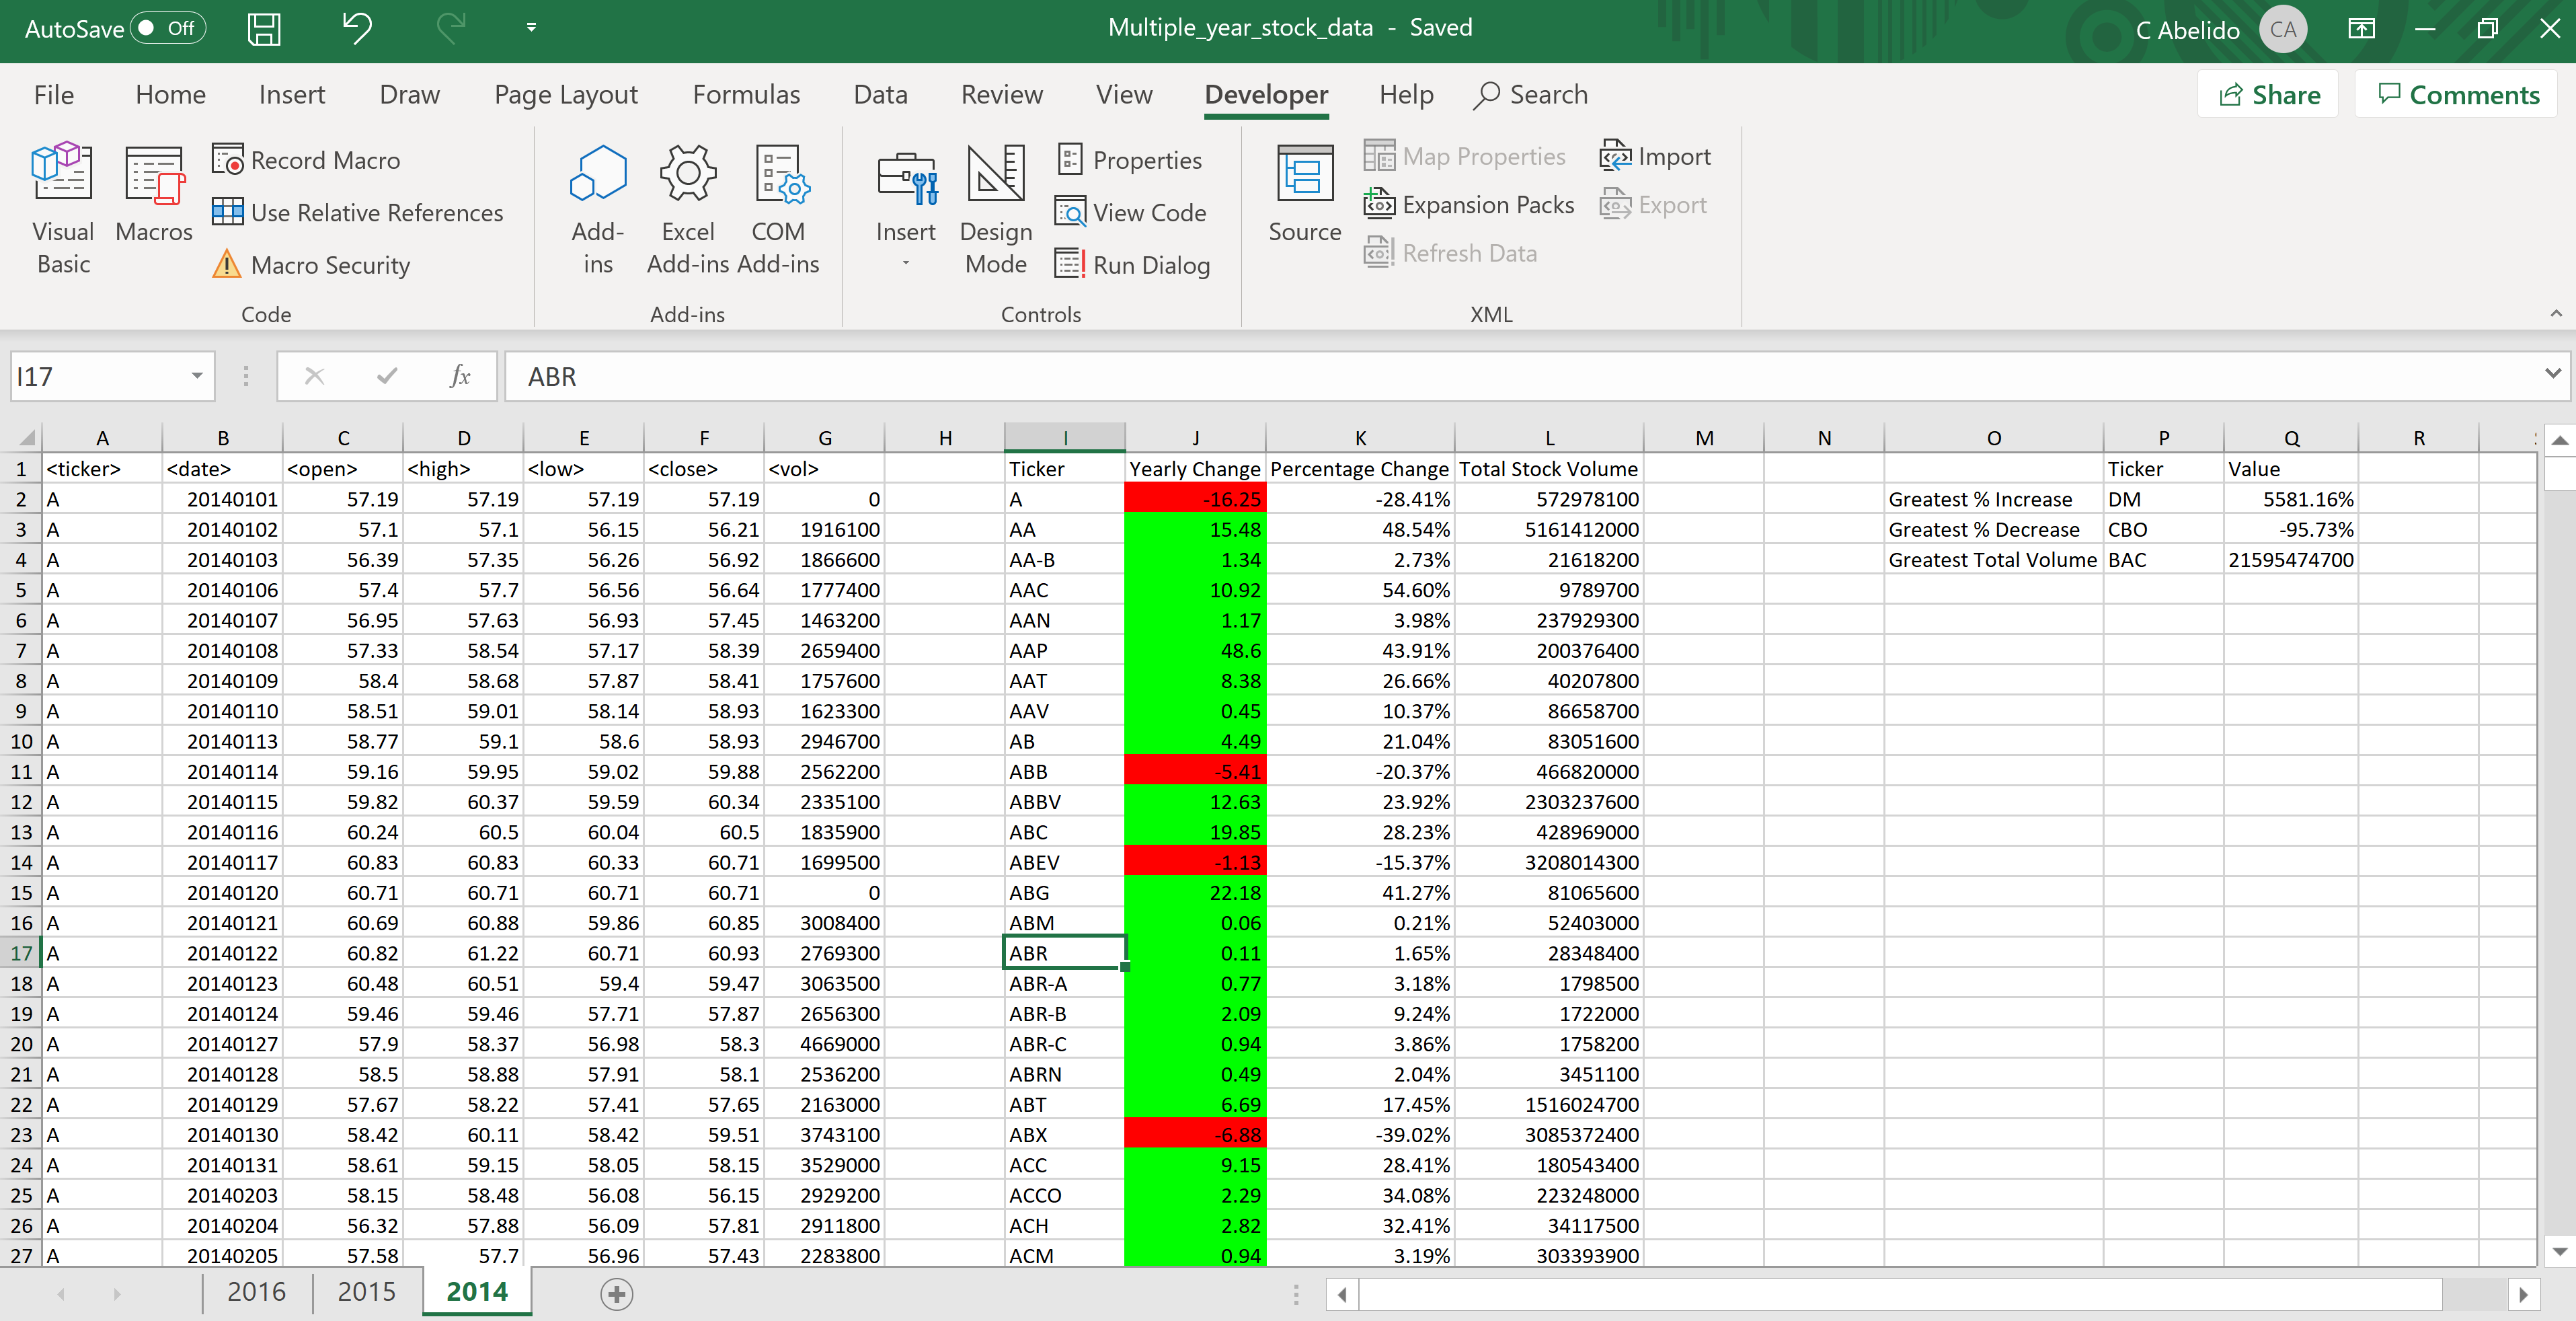 AutoSave Off Multiple_year_stock_data - Saved C Abelido CA
File Home Insert Draw Page Layout Formulas Data Review View Developer Help Search Share Comments
Visual Basic Macros Record Macro Use Relative References Macro Security
Add-ins Excel Add-ins COM Add-ins
Insert Design Mode Properties View Code Run Dialog
Source Map Properties Expansion Packs Refresh Data Import Export
Code Add-ins Controls XML
I17 fx ABR
A B C D E F G H I J K L M N O P Q R
1 <ticker> <date> <open> <high> <low> <close> <vol> Ticker Yearly Change Percentage Change Total Stock Volume Ticker Value
2 A 20140101 57.19 57.19 57.19 57.19 0 A -16.25 -28.41% 572978100 Greatest % Increase DM 5581.16%
3 A 20140102 57.1 57.1 56.15 56.21 1916100 AA 15.48 48.54% 5161412000 Greatest % Decrease CBO -95.73%
4 A 20140103 56.39 57.35 56.26 56.92 1866600 AA-B 1.34 2.73% 21618200 Greatest Total Volume BAC 21595474700
5 A 20140106 57.4 57.7 56.56 56.64 1777400 AAC 10.92 54.60% 9789700
6 A 20140107 56.95 57.63 56.93 57.45 1463200 AAN 1.17 3.98% 237929300
7 A 20140108 57.33 58.54 57.17 58.39 2659400 AAP 48.6 43.91% 200376400
8 A 20140109 58.4 58.68 57.87 58.41 1757600 AAT 8.38 26.66% 40207800
9 A 20140110 58.51 59.01 58.14 58.93 1623300 AAV 0.45 10.37% 86658700
10 A 20140113 58.77 59.1 58.6 58.93 2946700 AB 4.49 21.04% 83051600
11 A 20140114 59.16 59.95 59.02 59.88 2562200 ABB -5.41 -20.37% 466820000
12 A 20140115 59.82 60.37 59.59 60.34 2335100 ABBV 12.63 23.92% 2303237600
13 A 20140116 60.24 60.5 60.04 60.5 1835900 ABC 19.85 28.23% 428969000
14 A 20140117 60.83 60.83 60.33 60.71 1699500 ABEV -1.13 -15.37% 3208014300
15 A 20140120 60.71 60.71 60.71 60.71 0 ABG 22.18 41.27% 81065600
16 A 20140121 60.69 60.88 59.86 60.85 3008400 ABM 0.06 0.21% 52403000
17 A 20140122 60.82 61.22 60.71 60.93 2769300 ABR 0.11 1.65% 28348400
18 A 20140123 60.48 60.51 59.4 59.47 3063500 ABR-A 0.77 3.18% 1798500
19 A 20140124 59.46 59.46 57.71 57.87 2656300 ABR-B 2.09 9.24% 1722000
20 A 20140127 57.9 58.37 56.98 58.3 4669000 ABR-C 0.94 3.86% 1758200
21 A 20140128 58.5 58.88 57.91 58.1 2536200 ABRN 0.49 2.04% 3451100
22 A 20140129 57.67 58.22 57.41 57.65 2163000 ABT 6.69 17.45% 1516024700
23 A 20140130 58.42 60.11 58.42 59.51 3743100 ABX -6.88 -39.02% 3085372400
24 A 20140131 58.61 59.15 58.05 58.15 3529000 ACC 9.15 28.41% 180543400
25 A 20140203 58.15 58.48 56.08 56.15 2929200 ACCO 2.29 34.08% 223248000
26 A 20140204 56.32 57.88 56.09 57.81 2911800 ACH 2.82 32.41% 34117500
27 A 20140205 57.58 57.7 56.96 57.43 2283800 ACM 0.94 3.19% 303393900
2016 2015 2014